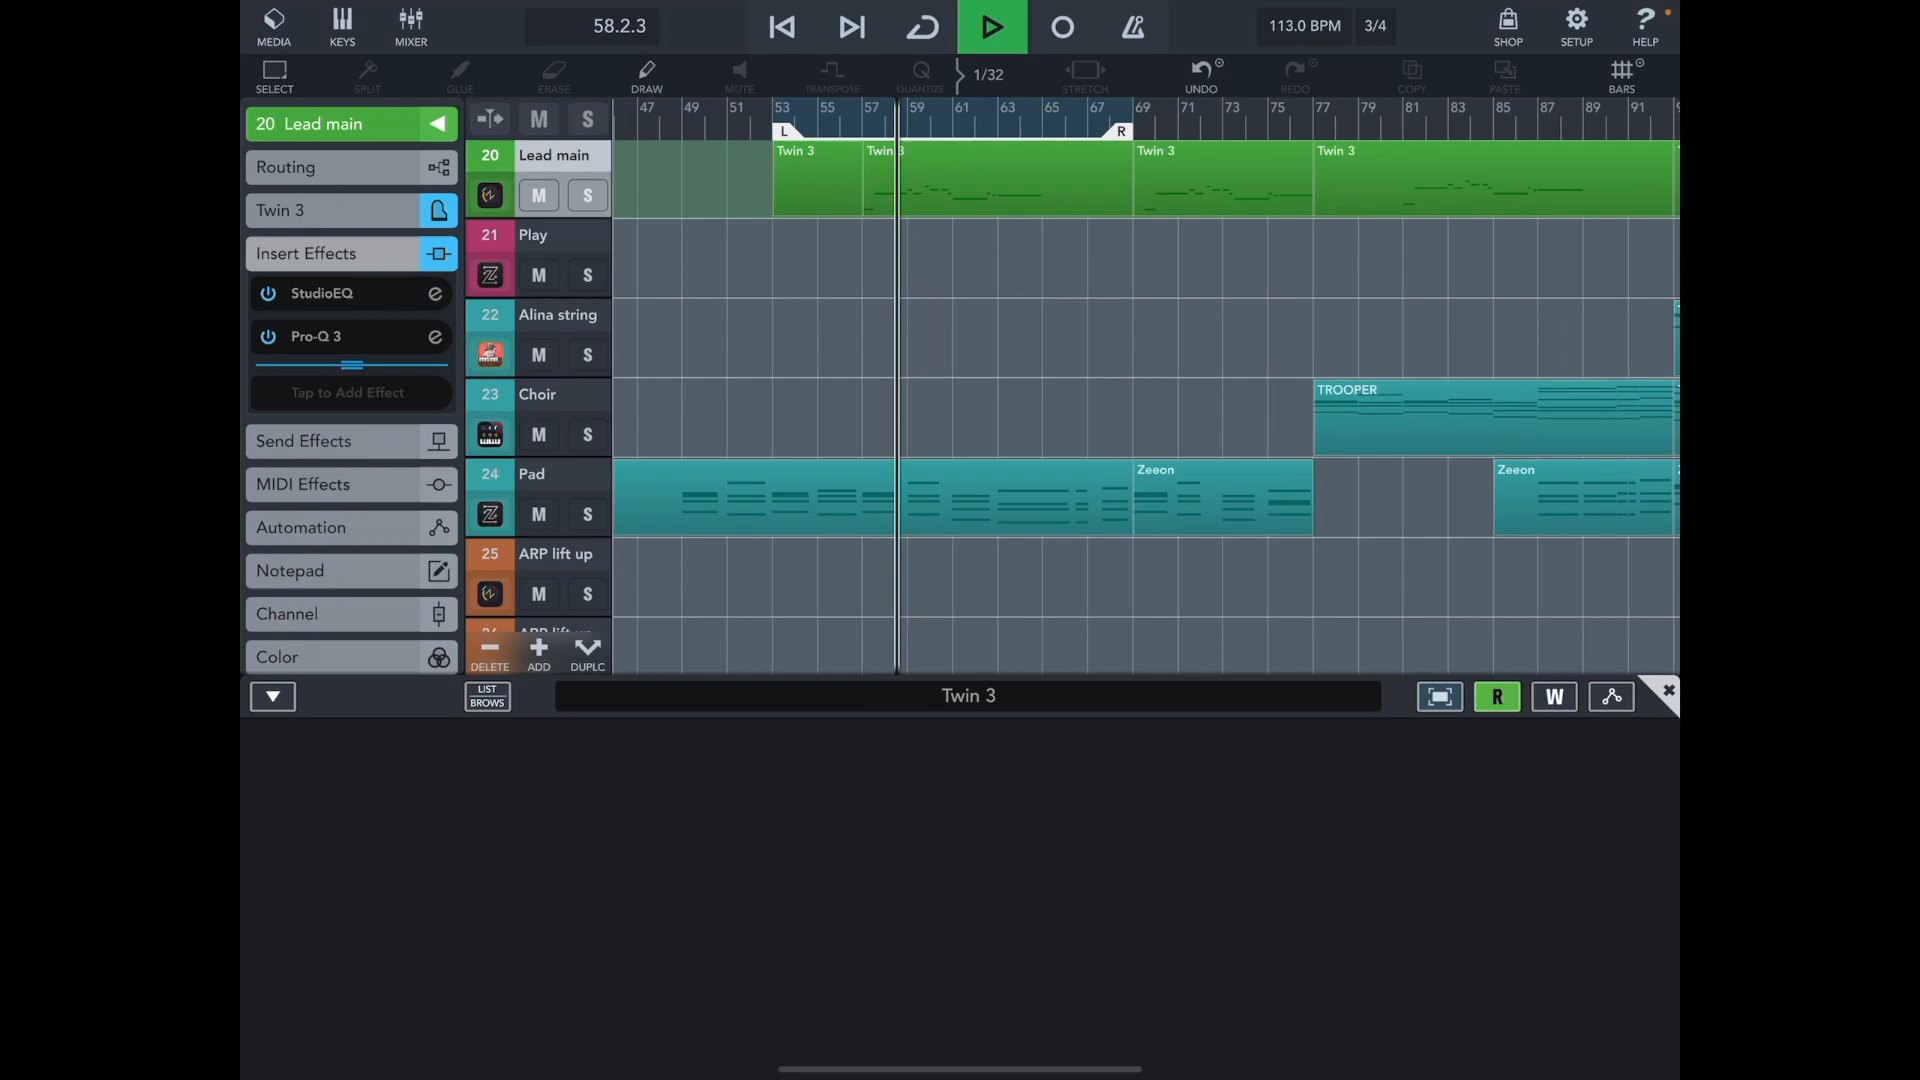 MEDIA KEYS MIXER 58.2.3 113.0 BPM 3/4 SHOP SETUP HELP
SELECT SPLIT GLUE ERASE DRAW MUTE TRANSPOSE QUANTIZE 1/32 STRETCH UNDO REDO COPY PASTE BARS
47 49 51 53 55 57 59 61 63 65 67 69 71 73 75 77 79 81 83 85 87 89 91
20 Lead main M S
L R
Routing
Twin 3
Insert Effects
StudioEQ
Pro-Q 3
Tap to Add Effect
Send Effects
MIDI Effects
Automation
Notepad
Channel
Color
20 Lead main
M S
Twin 3 Twin 3 Twin 3 Twin 3
21 Play
M S
22 Alina string
M S
23 Choir
M S
TROOPER
24 Pad
M S
Zeeon Zeeon
25 ARP lift up
M S
DELETE ADD DUPLC
LIST
BROWS
Twin 3
R W